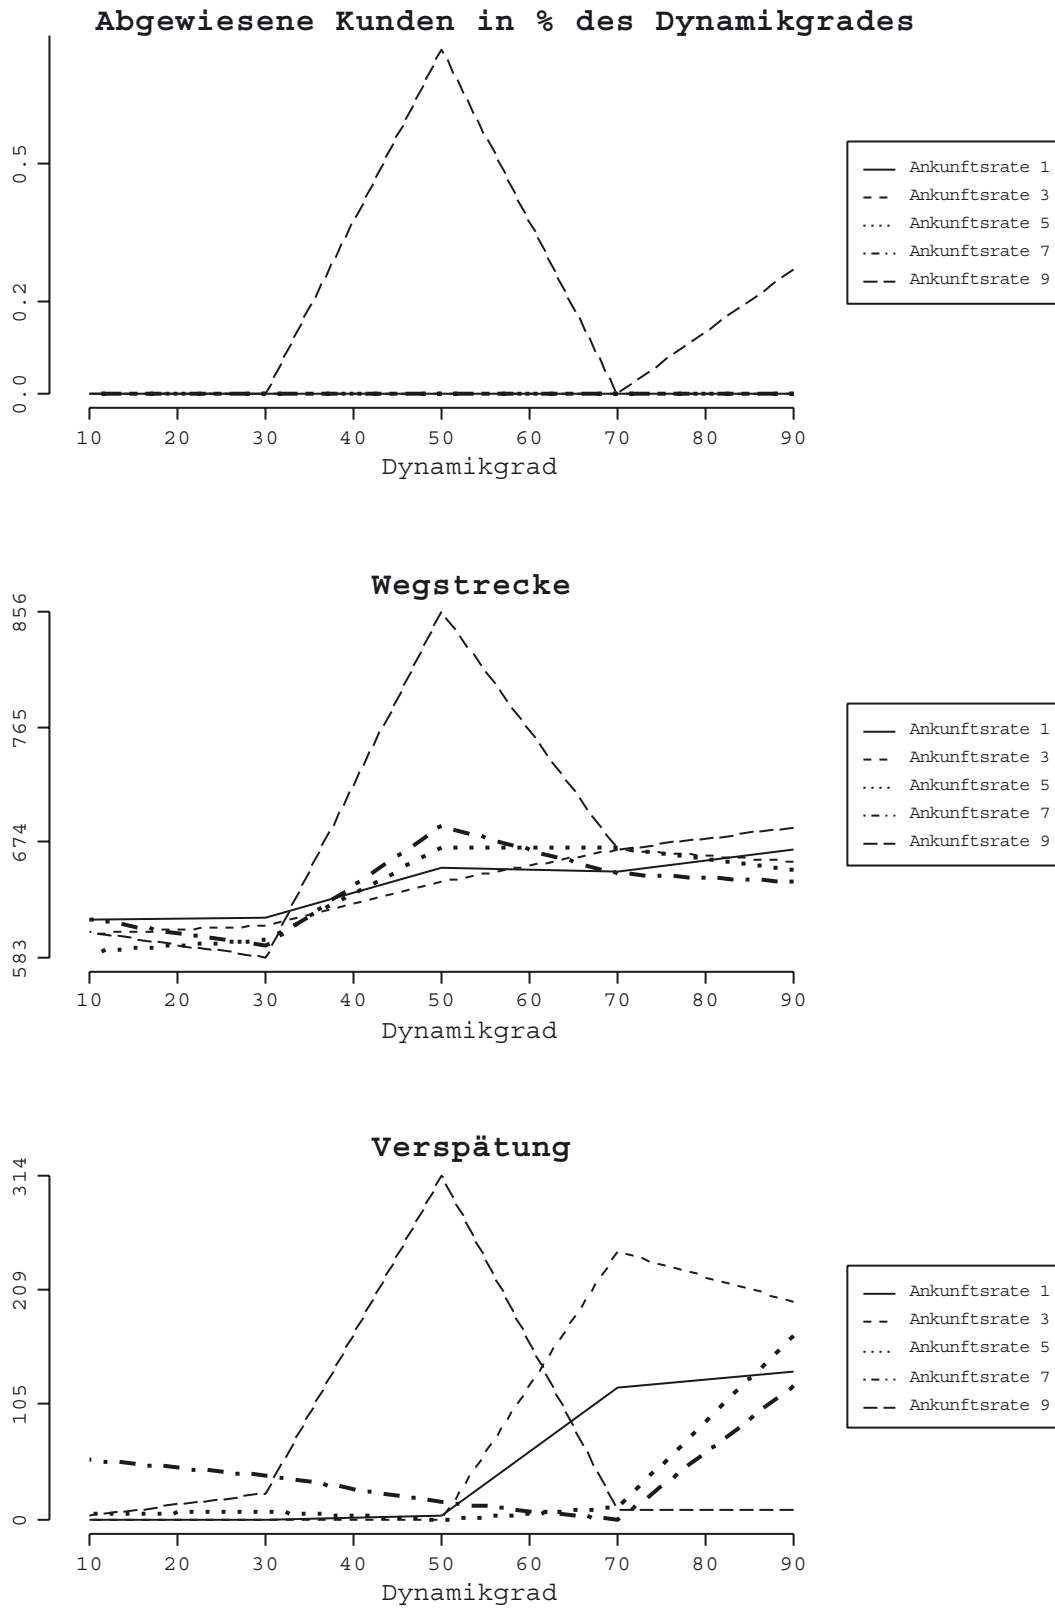 Abgewiesene Kunden in % des Dynamikgrades
0.5
0.2
0.0
10 20 30 40 50 60 70 80 90
Dynamikgrad
Ankunftsrate 1
Ankunftsrate 3
Ankunftsrate 5
Ankunftsrate 7
Ankunftsrate 9
Wegstrecke
856
765
674
583
10 20 30 40 50 60 70 80 90
Dynamikgrad
Ankunftsrate 1
Ankunftsrate 3
Ankunftsrate 5
Ankunftsrate 7
Ankunftsrate 9
Verspätung
314
209
105
0
10 20 30 40 50 60 70 80 90
Dynamikgrad
Ankunftsrate 1
Ankunftsrate 3
Ankunftsrate 5
Ankunftsrate 7
Ankunftsrate 9